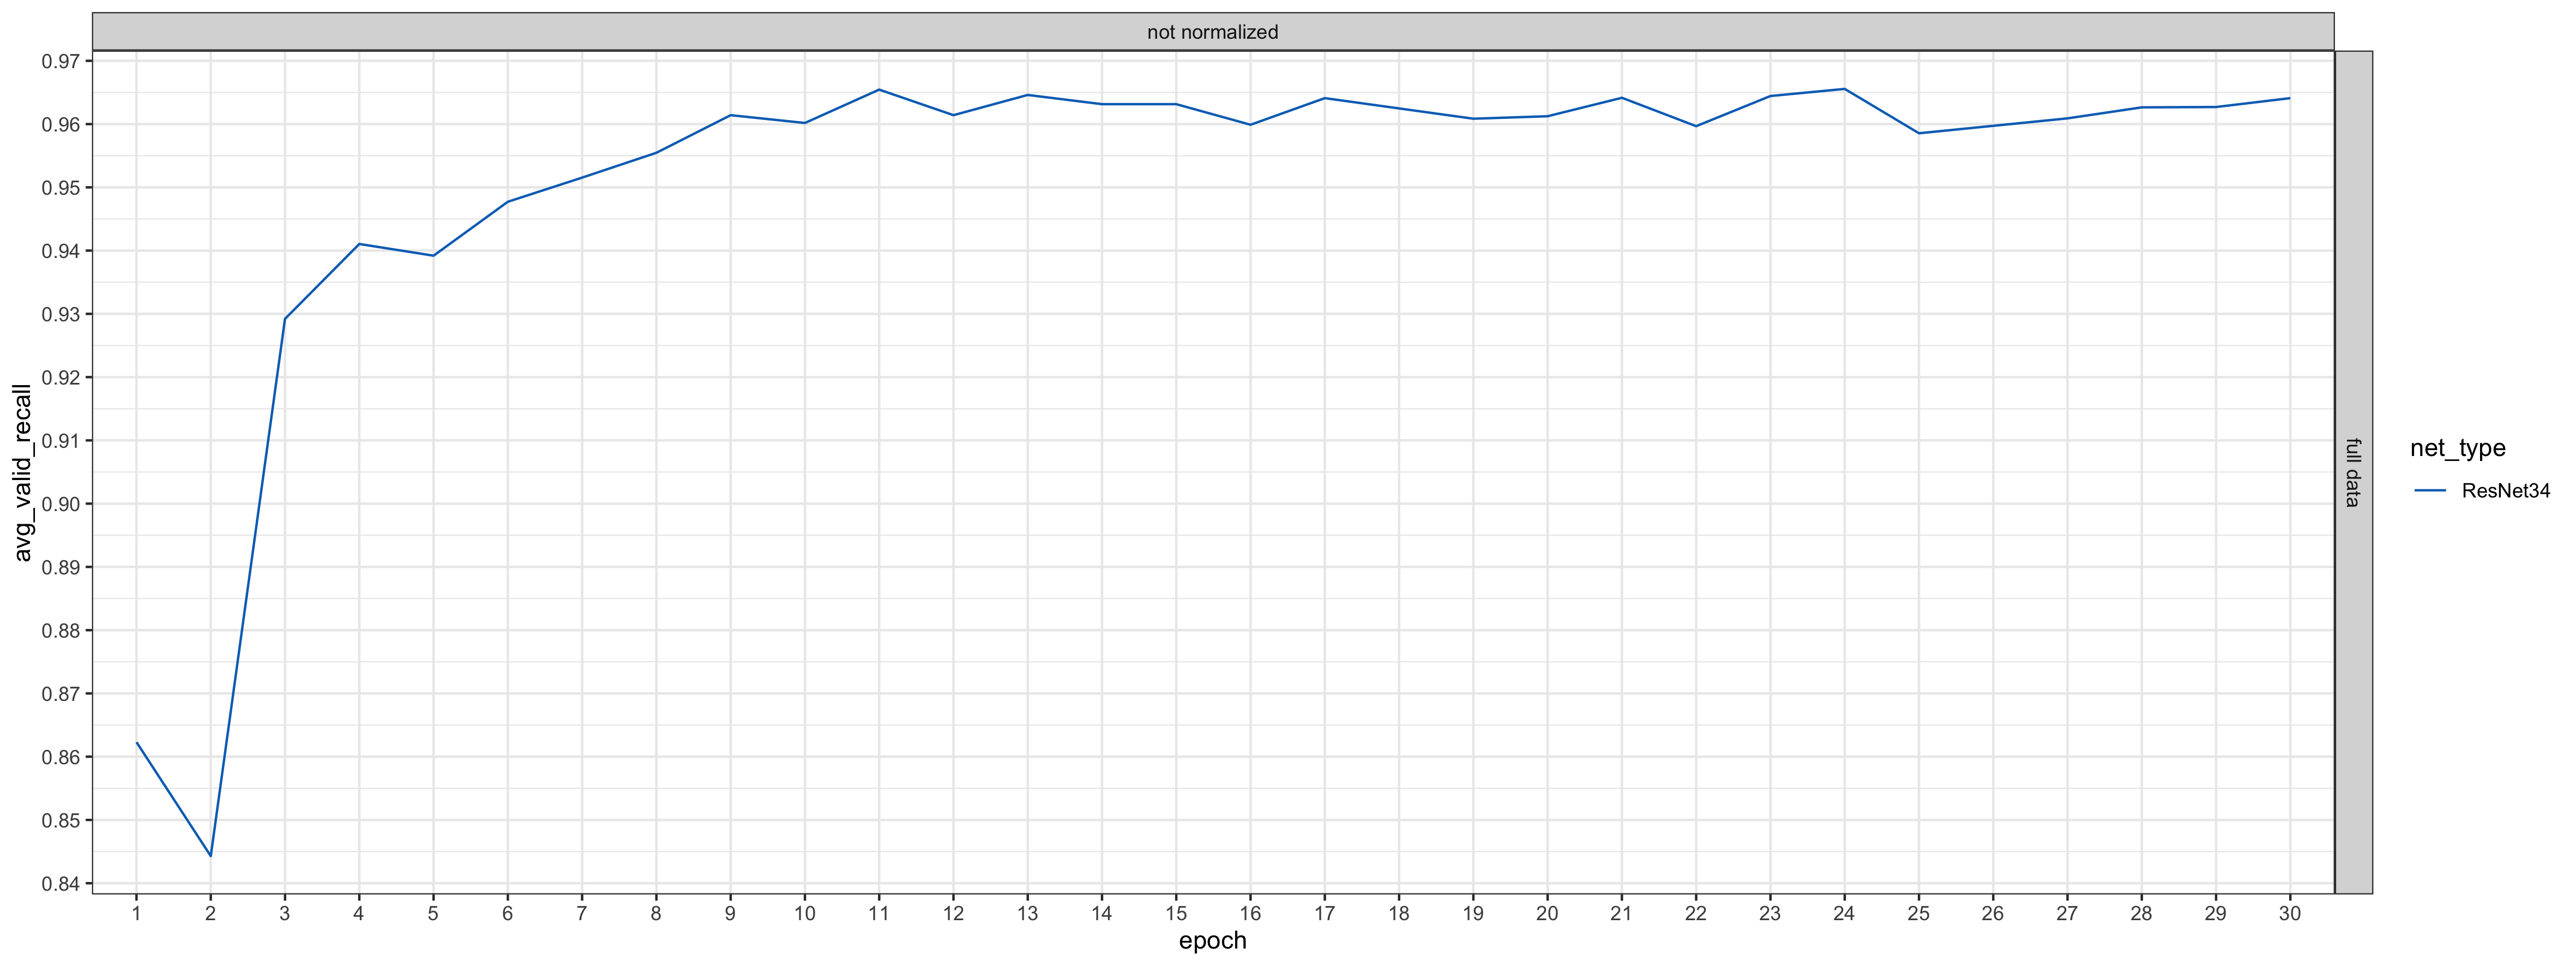 not normalized
0.97
0.96
0.95
0.94
0.93
0.92
0.91
0.90
0.89
0.88
0.87
0.86
0.85
0.84
avg_valid_recall
full data
net_type
ResNet34
1 2 3 4 5 6 7 8 9 10 11 12 13 14 15 16 17 18 19 20 21 22 23 24 25 26 27 28 29 30
epoch